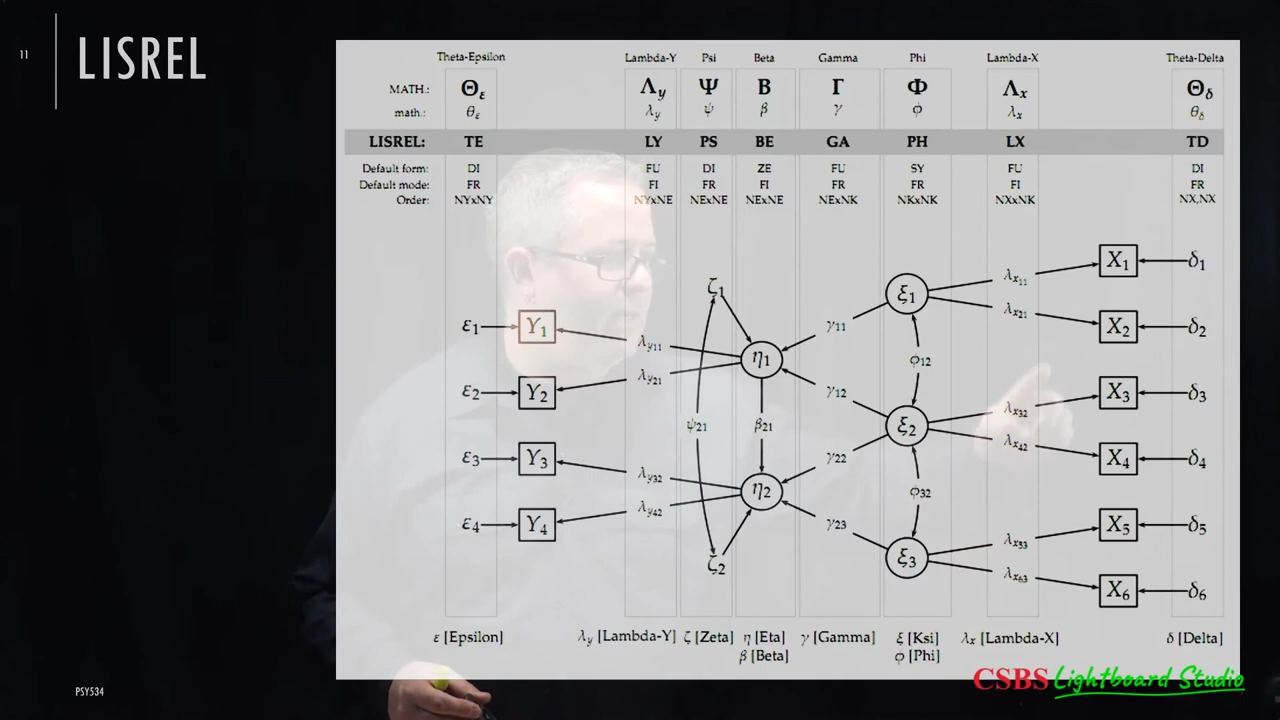 11
LISREL
Theta-Epsilon Lambda-Y Psi Beta Gamma Phi Lambda-X Theta-Delta
MATH.: Θε Λy Ψ B Γ Φ Λx Θδ
math.: θε λy ψ β γ ϕ λx θδ
LISREL: TE LY PS BE GA PH LX TD
Default form: DI FU DI ZE FU SY FU DI
Default mode: FR FI FR FI FR FR FI FR
Order: NYxNY NYxNE NExNE NExNE NExNK NKxNK NXxNK NX,NX
X1 δ1
λx11
ζ1 ξ1
λx21
ε1 Y1 γ11 X2 δ2
λy11
η1 ϕ12
λy21
ε2 Y2 γ12 X3 δ3
λx32
ψ21 β21 ξ2
λx42
ε3 Y3 γ22 X4 δ4
λy32
η2 ϕ32
λy42
ε4 Y4 γ23 X5 δ5
λx53
ζ2 ξ3
λx63
X6 δ6
ε [Epsilon] λy [Lambda-Y] ζ [Zeta] η [Eta] γ [Gamma] ξ [Ksi] λx [Lambda-X] δ [Delta]
β [Beta] ϕ [Phi]
CSBS Lightboard Studio
PSY534